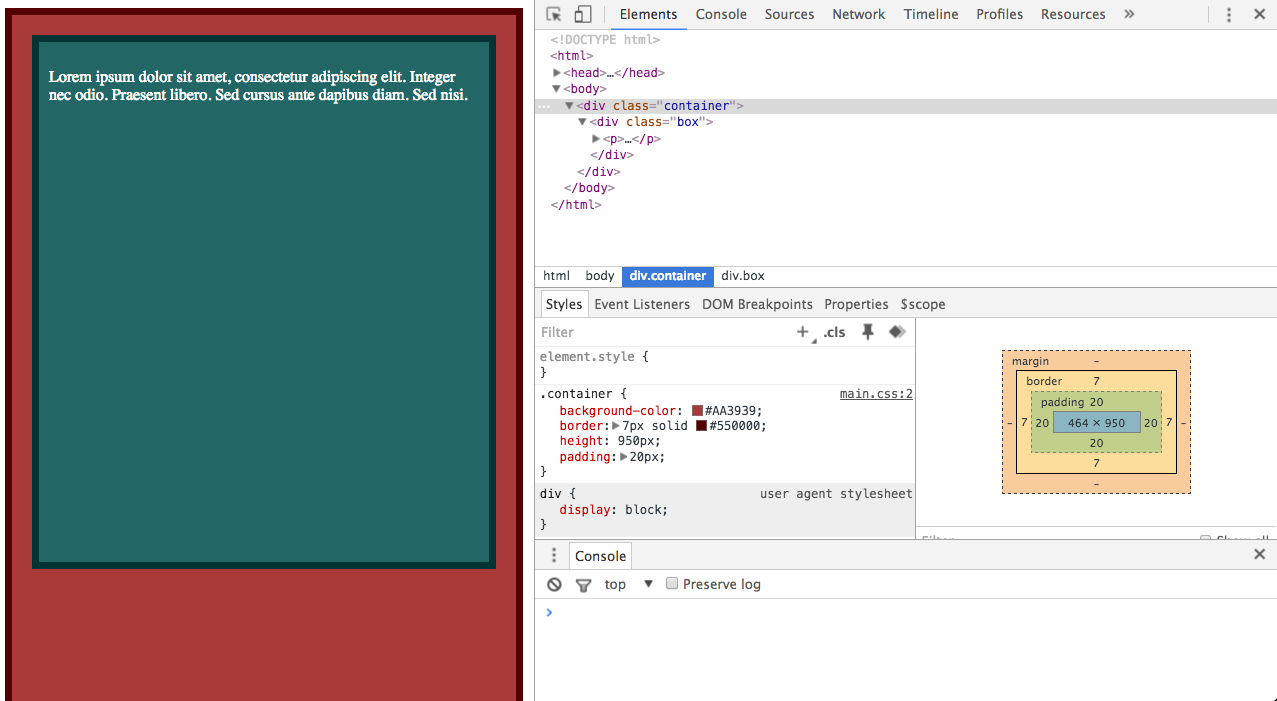 Lorem ipsum dolor sit amet, consectetur adipiscing elit. Integer
nec odio. Praesent libero. Sed cursus ante dapibus diam. Sed nisi.
Elements Console Sources Network Timeline Profiles Resources »
<!DOCTYPE html>
<html>
▶<head>…</head>
▼<body>
… ▼<div class="container">
▼<div class="box">
▶<p>…</p>
</div>
</div>
</body>
</html>
html body div.container div.box
Styles Event Listeners DOM Breakpoints Properties $scope
Filter + .cls
element.style {
}
.container { main.css:2
background-color: #AA3939;
border:▶7px solid #550000;
height: 950px;
padding:▶20px;
}
div { user agent stylesheet
display: block;
}
margin –
border 7
padding 20
– 7 20 464 × 950 20 7 –
20
7
–
Filter Show all
Console
top ▼ Preserve log
>